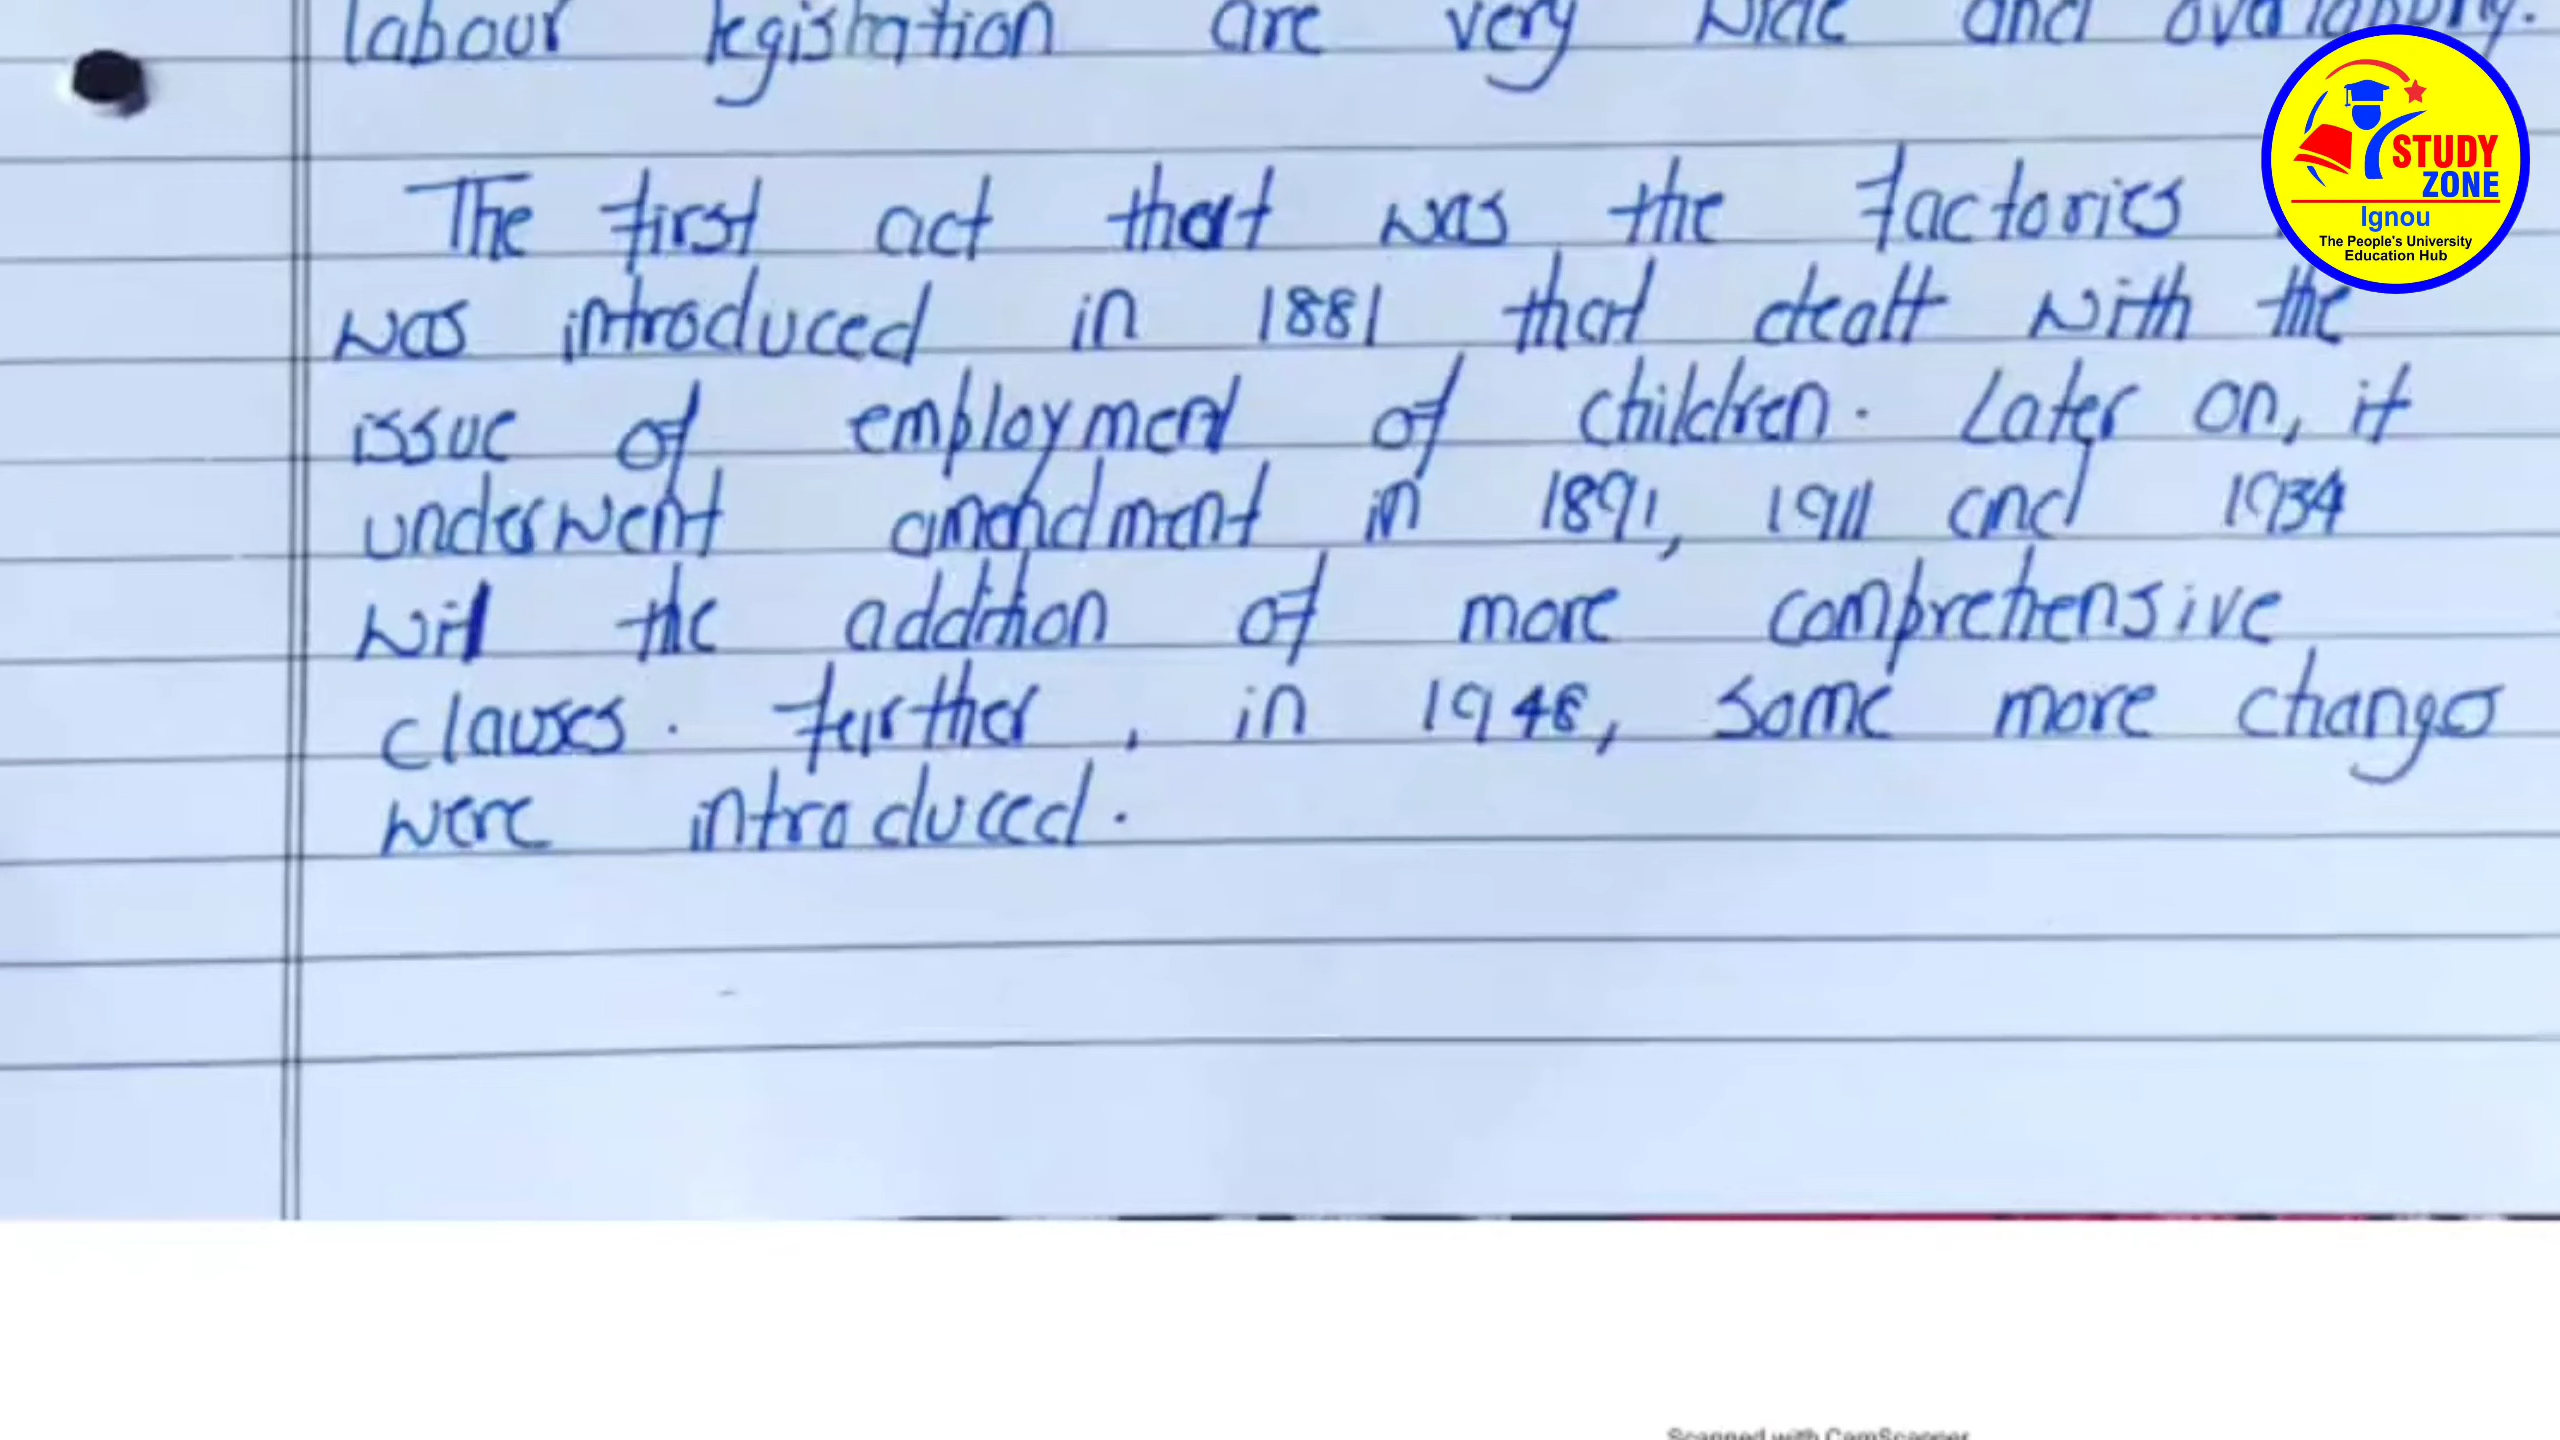 labour legislation are very wide and
The first act that was the factories
was introduced in 1881 that dealt with the
issue of employment of children. Later on, it
underwent amendment in 1891, 1911 and 1934
wit the addition of more comprehensive
clauses. Further, in 1948, some more changes
were introduced.
STUDY
ZONE
Ignou
The People's University
Education Hub
Scanned with CamScanner